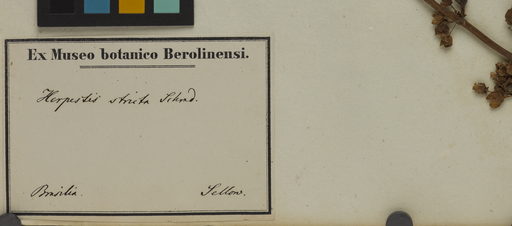 Ex Museo botanico Berolinensi.
Herpestis stricta Schrad.
Brasilia.
Sellow.